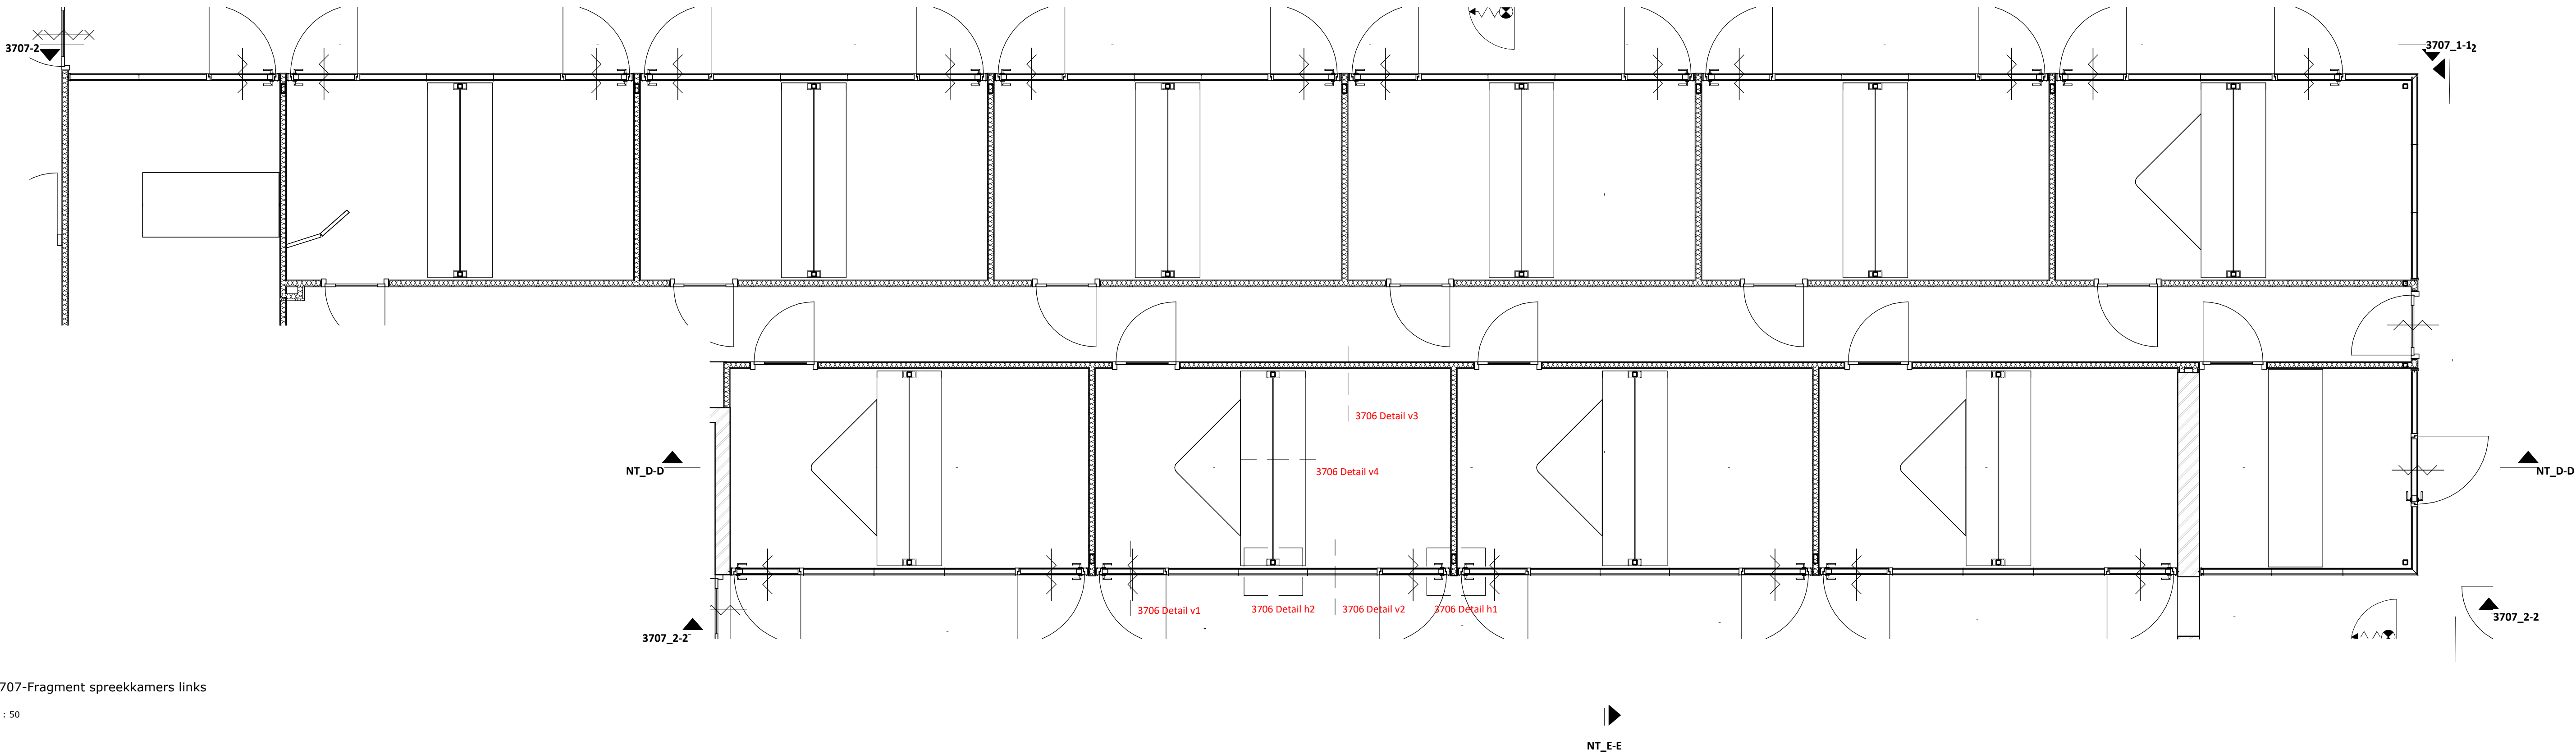 3707-2
3707_1-1
2
3706 Detail v3
NT_D-D
3706 Detail v4
NT_D-D
3706 Detail v1
3706 Detail h2
3706 Detail v2
3706 Detail h1
3707_2-2
3707_2-2
707-Fragment spreekkamers links
: 50
NT_E-E